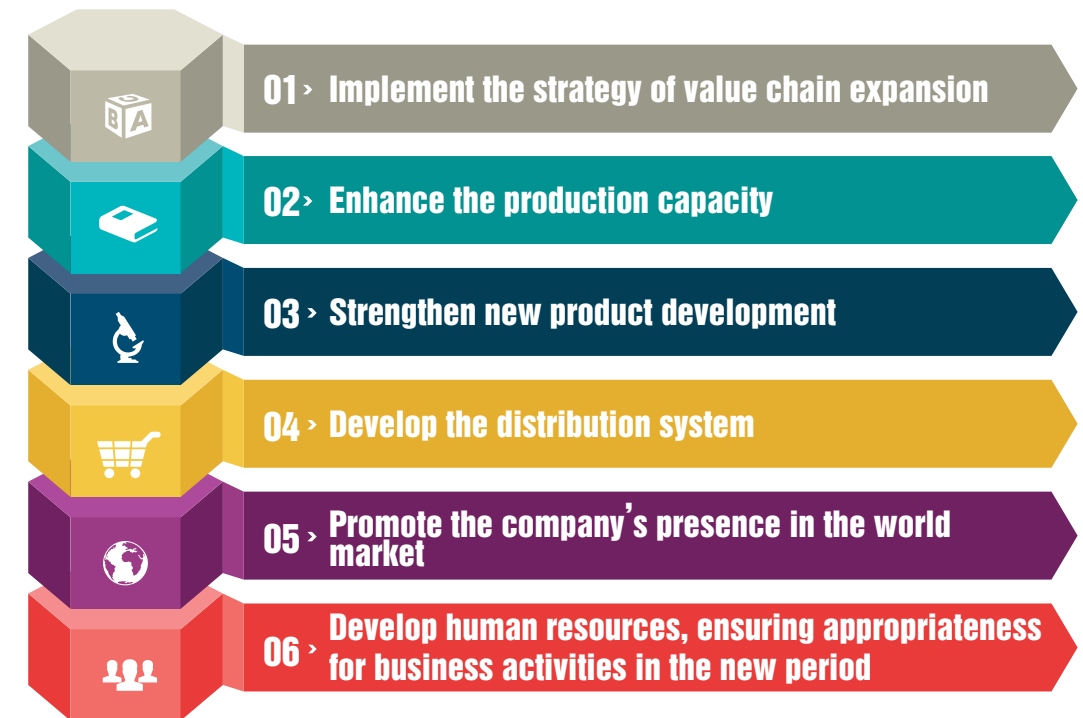 B G A
01 › Implement the strategy of value chain expansion
02 › Enhance the production capacity
03 › Strengthen new product development
04 › Develop the distribution system
05 › Promote the company’s presence in the world
market
06 › Develop human resources, ensuring appropriateness
for business activities in the new period